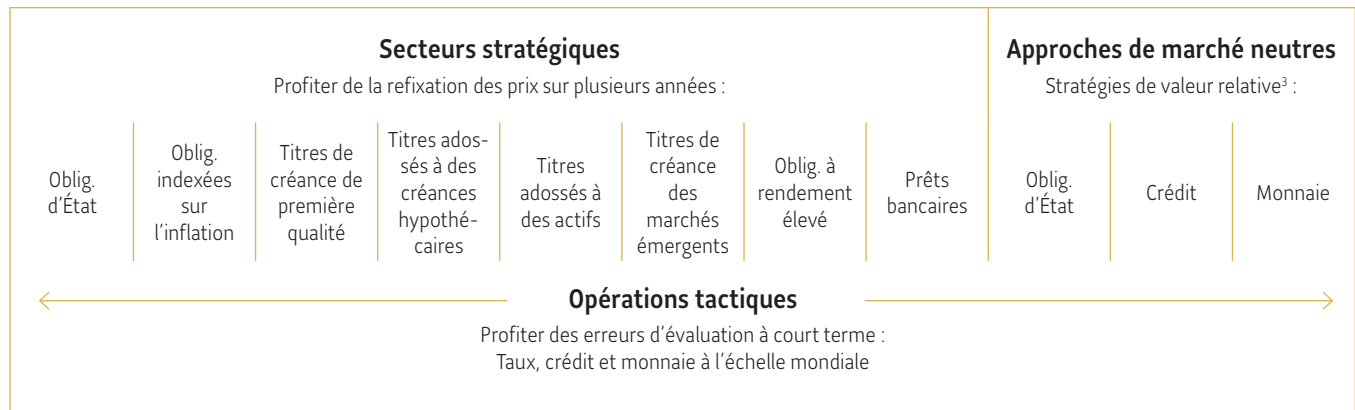 Secteurs stratégiques
Profiter de la refixation des prix sur plusieurs années :
Approches de marché neutres
Stratégies de valeur relative³ :
Oblig.
d'État
Oblig.
indexées
sur
l'inflation
Titres de
créance de
première
qualité
Titres ados-
sés à des
créances
hypothé-
caires
Titres
adossés à
des actifs
Titres de
créance
des
marchés
émergents
Oblig. à
rendement
élevé
Prêts
bancaires
Oblig.
d'État
Crédit
Monnaie
Opérations tactiques
Profiter des erreurs d'évaluation à court terme :
Taux, crédit et monnaie à l'échelle mondiale